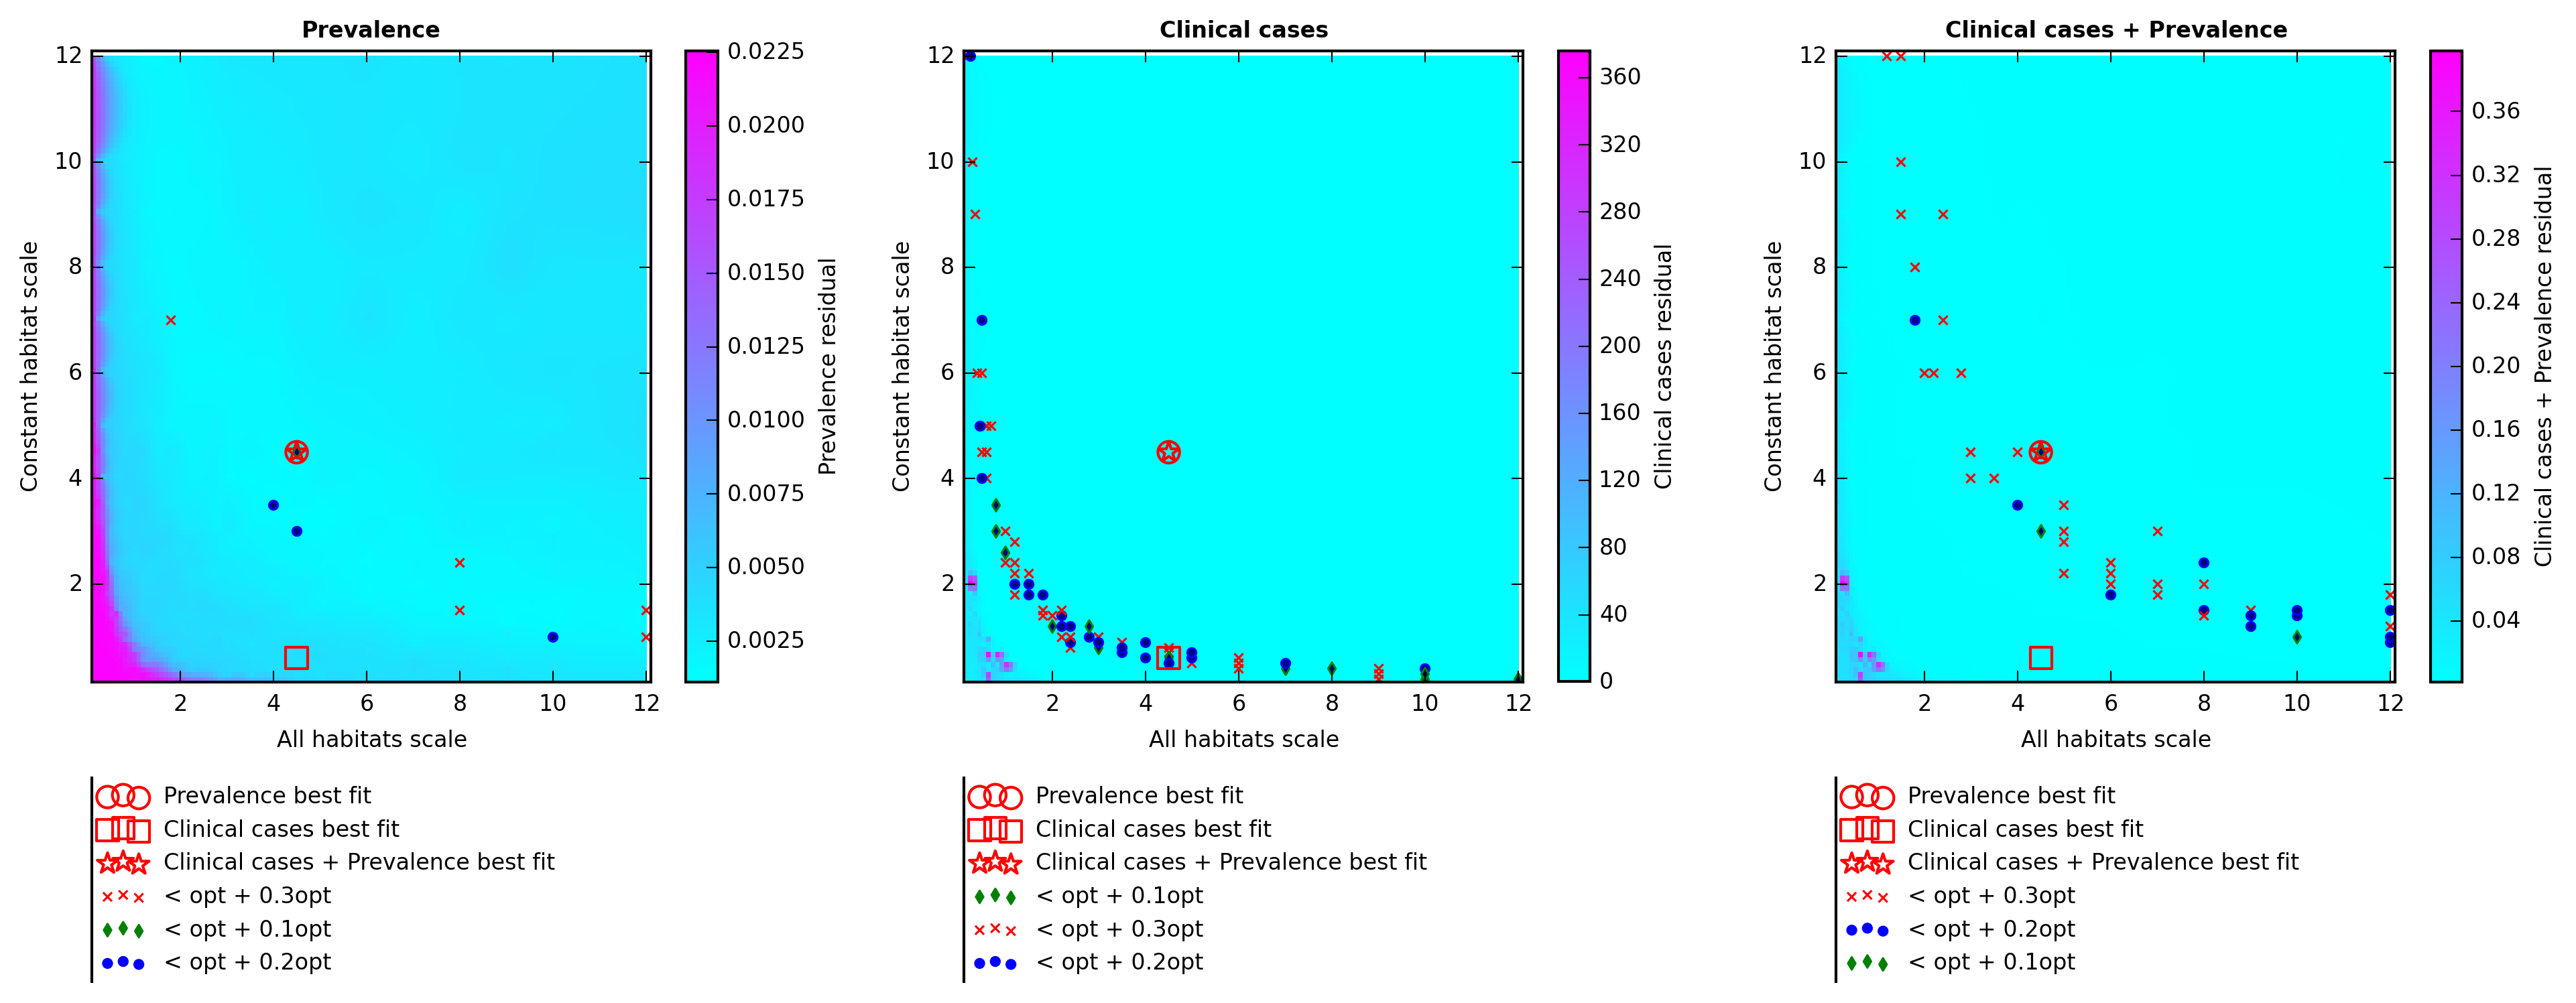 Prevalence
12
10
8
6
4
2
2 4 6 8 10 12
Constant habitat scale
All habitats scale
0.0225
0.0200
0.0175
0.0150
0.0125
0.0100
0.0075
0.0050
0.0025
Prevalence residual
Prevalence best fit
Clinical cases best fit
Clinical cases + Prevalence best fit
< opt + 0.3opt
< opt + 0.1opt
< opt + 0.2opt
Clinical cases
12
10
8
6
4
2
2 4 6 8 10 12
Constant habitat scale
All habitats scale
360
320
280
240
200
160
120
80
40
0
Clinical cases residual
Prevalence best fit
Clinical cases best fit
Clinical cases + Prevalence best fit
< opt + 0.1opt
< opt + 0.3opt
< opt + 0.2opt
Clinical cases + Prevalence
12
10
8
6
4
2
2 4 6 8 10 12
Constant habitat scale
All habitats scale
0.36
0.32
0.28
0.24
0.20
0.16
0.12
0.08
0.04
Clinical cases + Prevalence residual
Prevalence best fit
Clinical cases best fit
Clinical cases + Prevalence best fit
< opt + 0.3opt
< opt + 0.2opt
< opt + 0.1opt